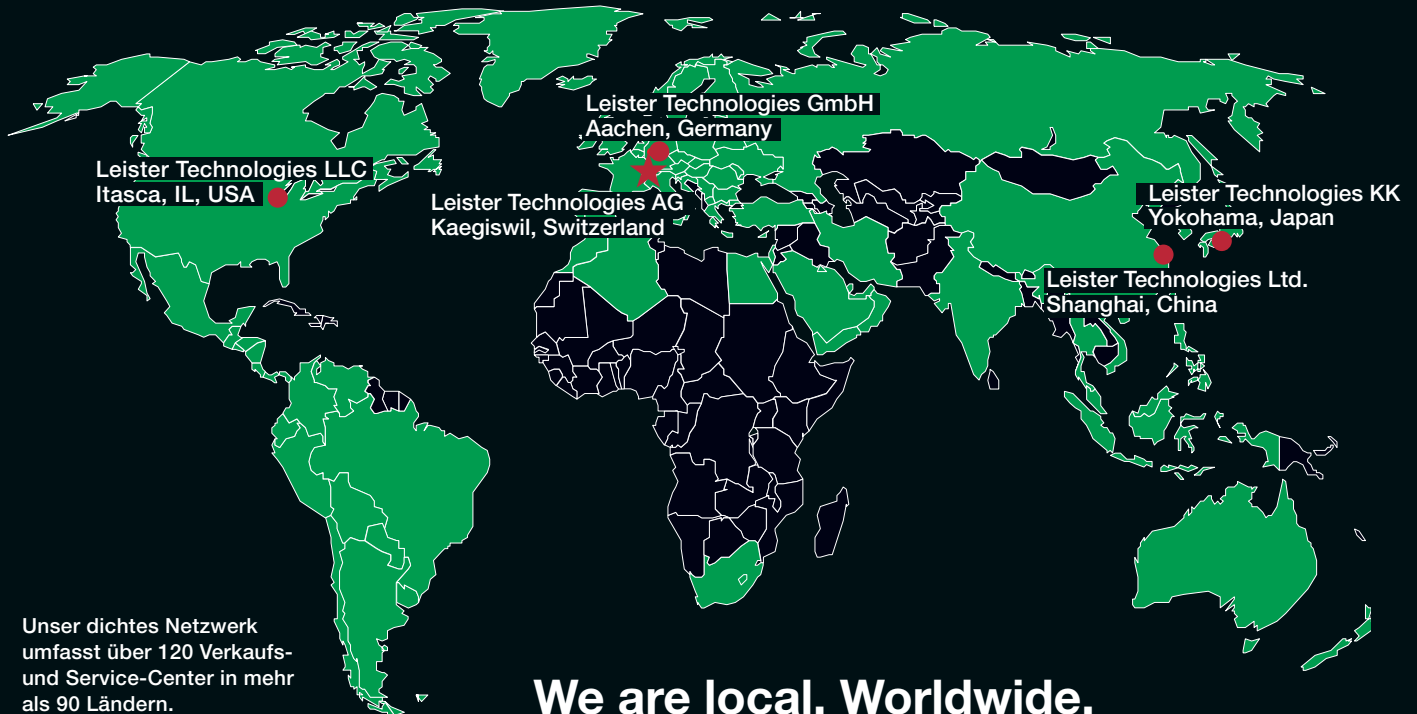 Leister Technologies GmbH
Aachen, Germany
Leister Technologies LLC
Itasca, IL, USA
Leister Technologies AG
Kaegiswil, Switzerland
Leister Technologies KK
Yokohama, Japan
Leister Technologies Ltd.
Shanghai, China
Unser dichtes Netzwerk
umfasst über 120 Verkaufs-
und Service-Center in mehr
als 90 Ländern.
We are local. Worldwide.